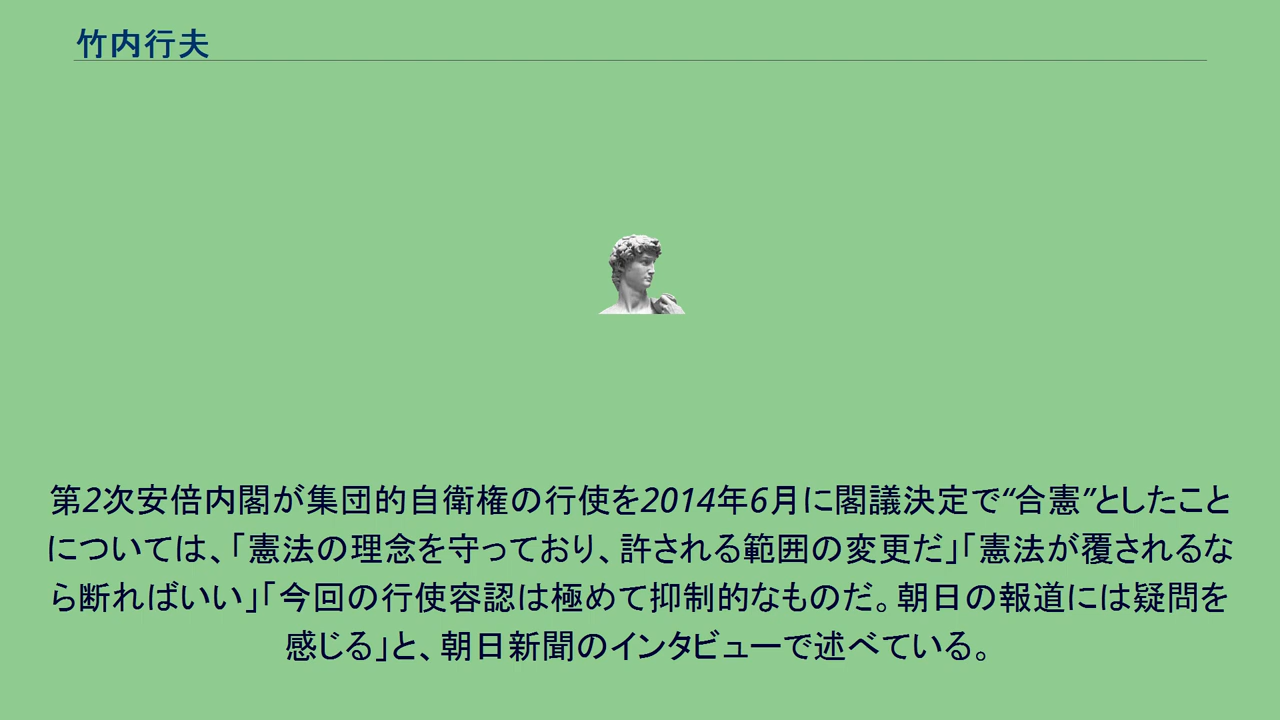 竹内行夫
第2次安倍内閣が集団的自衛権の行使を2014年6月に閣議決定で“合憲”としたこと
については、「憲法の理念を守っており、許される範囲の変更だ」「憲法が覆されるな
ら断ればいい」「今回の行使容認は極めて抑制的なものだ。朝日の報道には疑問を
感じる」と、朝日新聞のインタビューで述べている。